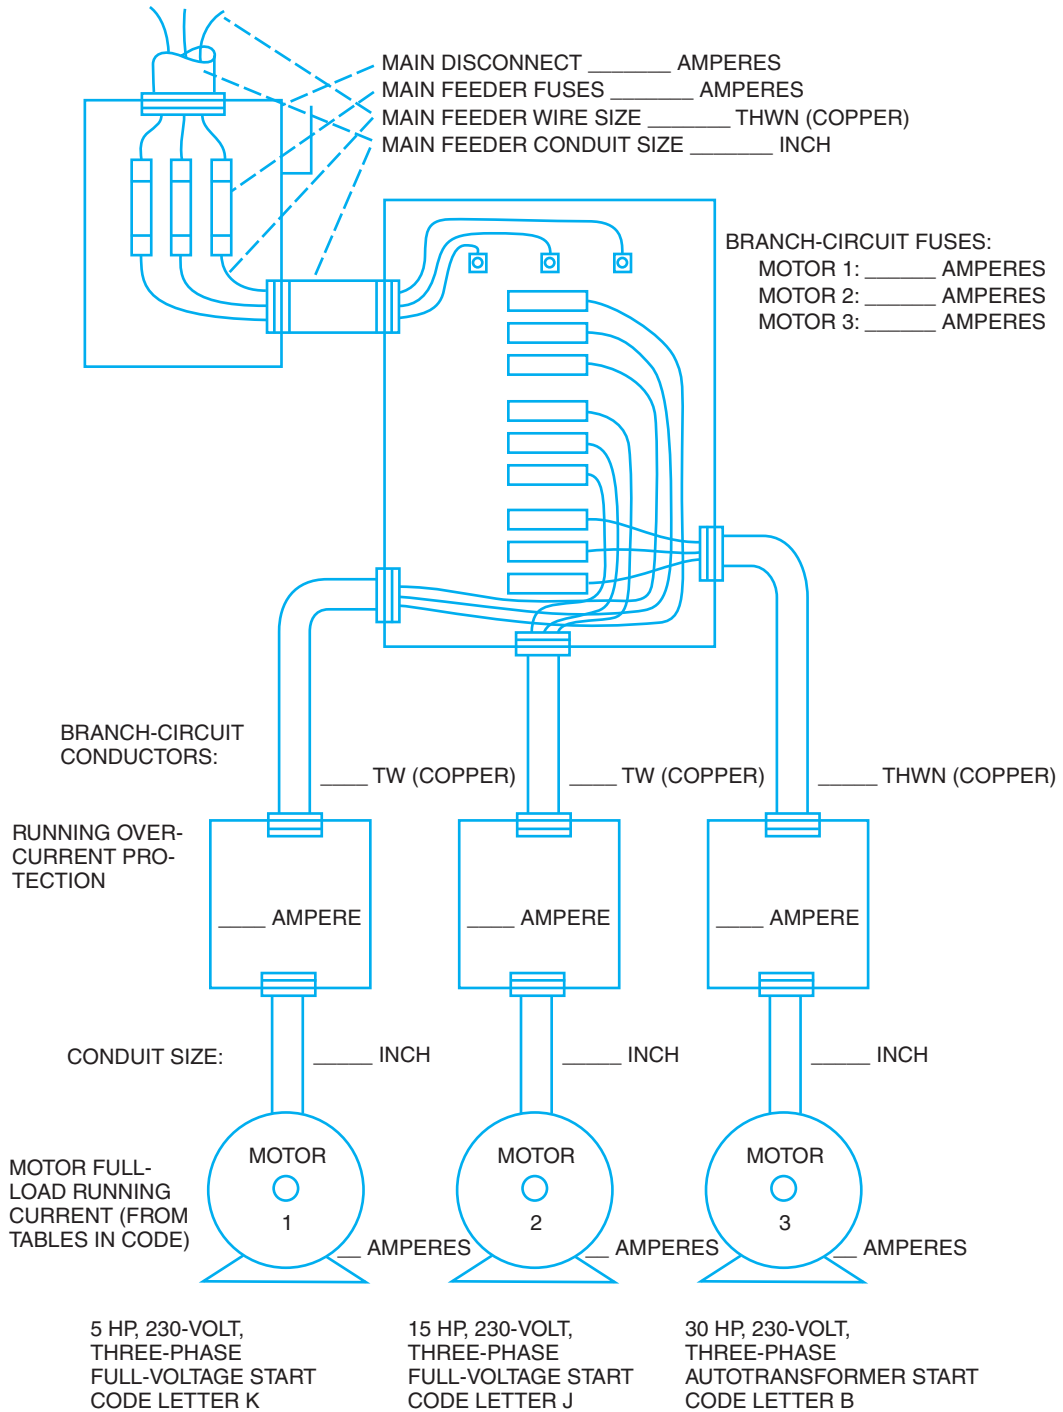 MAIN DISCONNECT _______ AMPERES
MAIN FEEDER FUSES _______ AMPERES
MAIN FEEDER WIRE SIZE _______ THWN (COPPER)
MAIN FEEDER CONDUIT SIZE _______ INCH
BRANCH-CIRCUIT FUSES:
MOTOR 1: ______ AMPERES
MOTOR 2: ______ AMPERES
MOTOR 3: ______ AMPERES
BRANCH-CIRCUIT
CONDUCTORS:
____ TW (COPPER)
____ TW (COPPER)
_____ THWN (COPPER)
RUNNING OVER-
CURRENT PRO-
TECTION
____ AMPERE
____ AMPERE
____ AMPERE
CONDUIT SIZE:
_____ INCH
_____ INCH
_____ INCH
MOTOR FULL-
LOAD RUNNING
CURRENT (FROM
TABLES IN CODE)
MOTOR
1
__ AMPERES
MOTOR
2
__ AMPERES
MOTOR
3
__ AMPERES
5 HP, 230-VOLT,
THREE-PHASE
FULL-VOLTAGE START
CODE LETTER K
15 HP, 230-VOLT,
THREE-PHASE
FULL-VOLTAGE START
CODE LETTER J
30 HP, 230-VOLT,
THREE-PHASE
AUTOTRANSFORMER START
CODE LETTER B